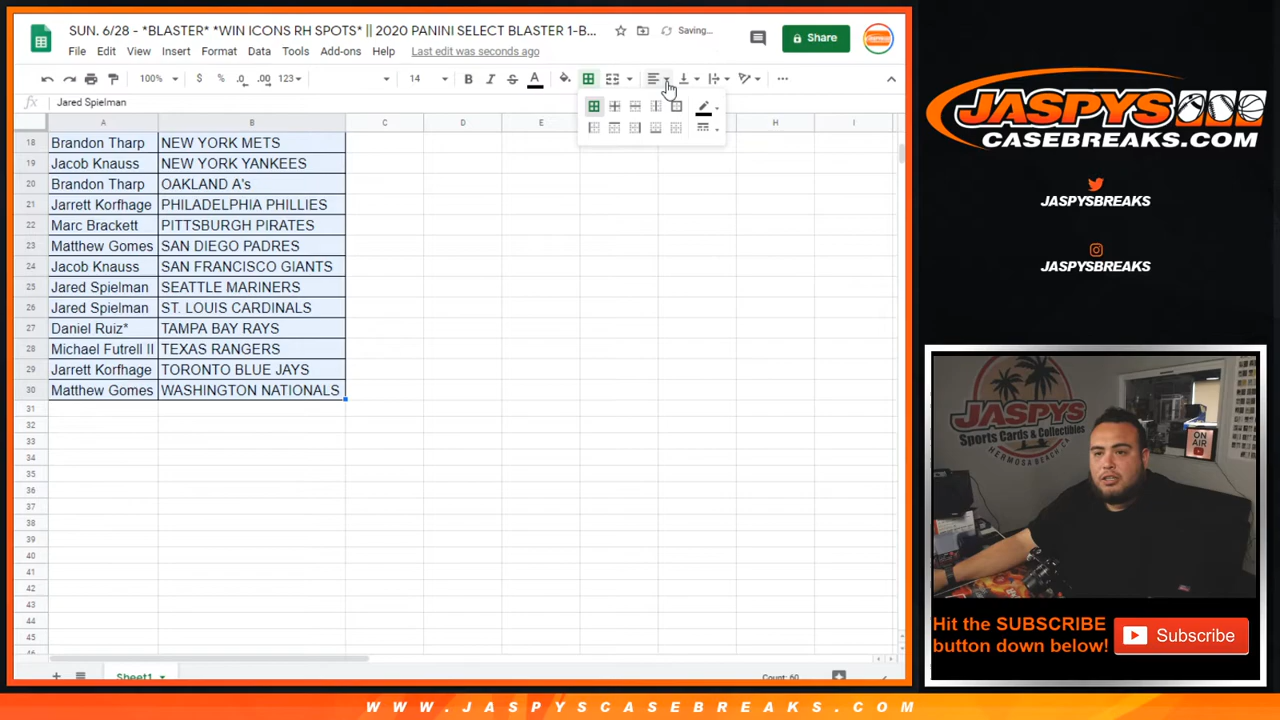 SUN. 6/28 - *BLASTER* *WIN ICONS RH SPOTS* || 2020 PANINI SELECT BLASTER 1-B...
Saving...
Share
File Edit View Insert Format Data Tools Add-ons Help Last edit was seconds ago
100% $ % .0 .00 123 14 B I S A
fx Jared Spielman
A B C D E H I
18 Brandon Tharp NEW YORK METS
19 Jacob Knauss NEW YORK YANKEES
20 Brandon Tharp OAKLAND A's
21 Jarrett Korfhage PHILADELPHIA PHILLIES
22 Marc Brackett PITTSBURGH PIRATES
23 Matthew Gomes SAN DIEGO PADRES
24 Jacob Knauss SAN FRANCISCO GIANTS
25 Jared Spielman SEATTLE MARINERS
26 Jared Spielman ST. LOUIS CARDINALS
27 Daniel Ruiz* TAMPA BAY RAYS
28 Michael Futrell II TEXAS RANGERS
29 Jarrett Korfhage TORONTO BLUE JAYS
30 Matthew Gomes WASHINGTON NATIONALS
31
32
33
34
35
36
37
38
39
40
41
42
43
44
45
Sheet1
Count: 60
JASPYS
CASEBREAKS.COM
JASPYSBREAKS
JASPYSBREAKS
JASPYS
Sports Cards & Collectibles
HERMOSA BEACH, CA
ON AIR
Hit the SUBSCRIBE
button down below!
Subscribe
WWW.JASPYSCASEBREAKS.COM